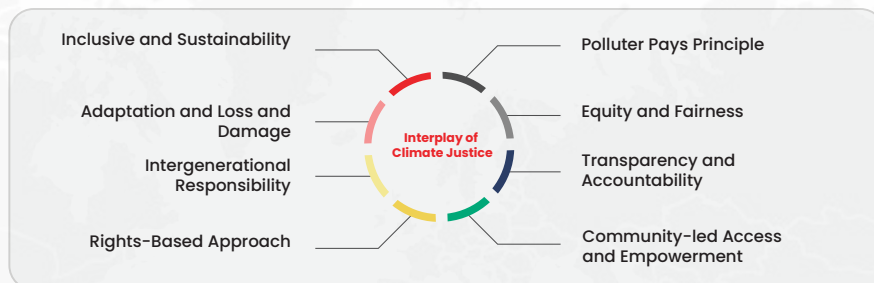 Inclusive and Sustainability
Adaptation and Loss and
Damage
Intergenerational
Responsibility
Rights-Based Approach
Interplay of
Climate Justice
Polluter Pays Principle
Equity and Fairness
Transparency and
Accountability
Community-led Access
and Empowerment